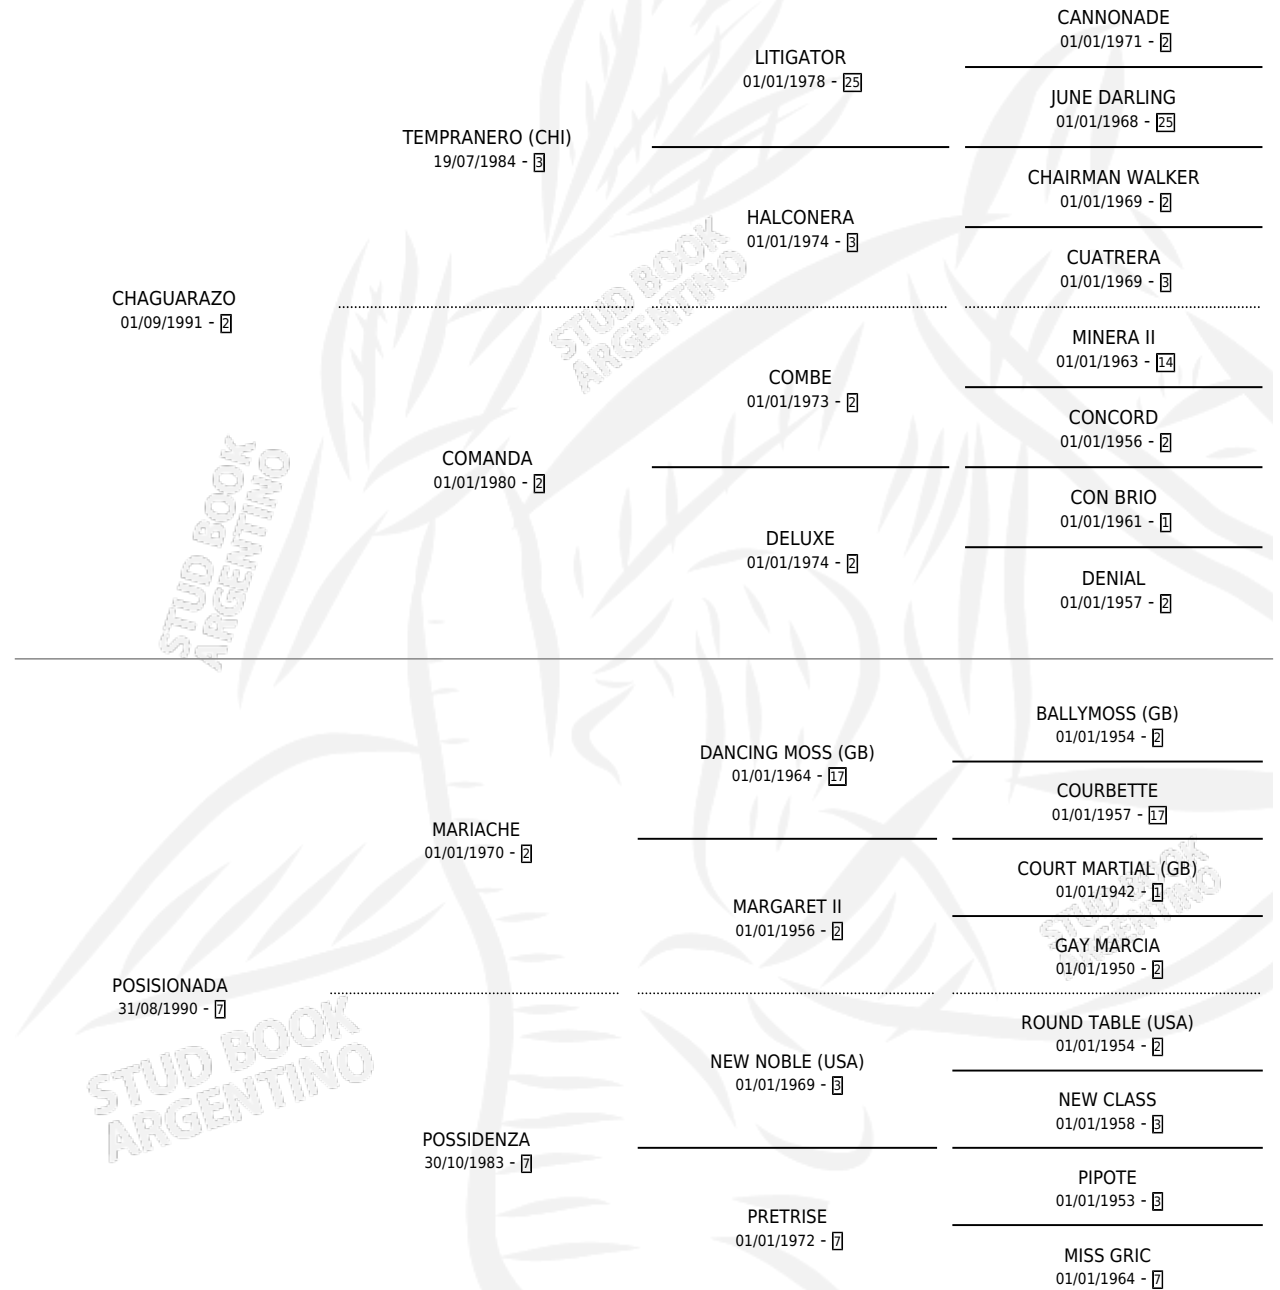 CANNONADE
01/01/1971 - 2
LITIGATOR
01/01/1978 - 25
JUNE DARLING
01/01/1968 - 25
TEMPRANERO (CHI)
19/07/1984 - 3
CHAIRMAN WALKER
01/01/1969 - 2
HALCONERA
01/01/1974 - 3
CUATRERA
01/01/1969 - 3
CHAGUARAZO
01/09/1991 - 2
MINERA II
01/01/1963 - 14
COMBE
01/01/1973 - 2
CONCORD
01/01/1956 - 2
COMANDA
01/01/1980 - 2
CON BRIO
01/01/1961 - 1
DELUXE
01/01/1974 - 2
DENIAL
01/01/1957 - 2
BALLYMOSS (GB)
01/01/1954 - 2
DANCING MOSS (GB)
01/01/1964 - 17
COURBETTE
01/01/1957 - 17
MARIACHE
01/01/1970 - 2
COURT MARTIAL (GB)
01/01/1942 - 1
MARGARET II
01/01/1956 - 2
GAY MARCIA
01/01/1950 - 2
POSISIONADA
31/08/1990 - 7
ROUND TABLE (USA)
01/01/1954 - 2
NEW NOBLE (USA)
01/01/1969 - 3
NEW CLASS
01/01/1958 - 3
POSSIDENZA
30/10/1983 - 7
PIPOTE
01/01/1953 - 3
PRETRISE
01/01/1972 - 7
MISS GRIC
01/01/1964 - 7
STUD BOOK
ARGENTINO
STUD BOOK
ARGENTINO
STUD BOOK
ARGENTINO
STUD BOOK
ARGENTINO